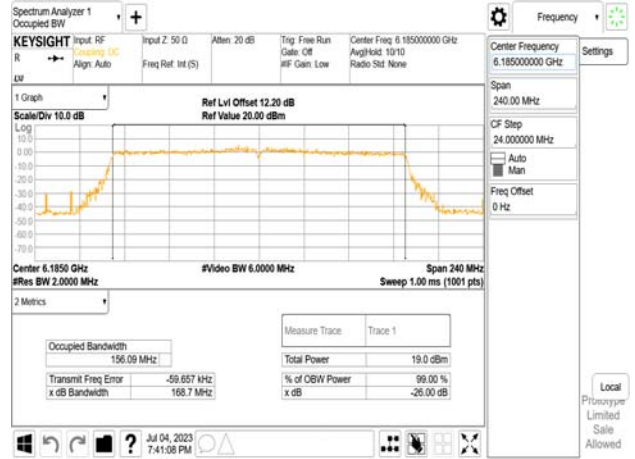 Spectrum Analyzer 1
Occupied BW
Frequency
KEYSIGHT
R
Input: RF
Coupling: DC
Align: Auto
Input Z: 50 Ω
Freq Ref: Int (S)
Atten: 20 dB
Trig: Free Run
Gate: Off
#IF Gain: Low
Center Freq: 6.185000000 GHz
Avg|Hold: 10/10
Radio Std: None
Center Frequency
6.185000000 GHz
Settings
Span
240.00 MHz
CF Step
24.000000 MHz
Auto
Man
Freq Offset
0 Hz
1 Graph
Scale/Div 10.0 dB
Ref Lvl Offset 12.20 dB
Ref Value 20.00 dBm
Log
10.0
0.00
-10.0
-20.0
-30.0
-40.0
-50.0
-60.0
-70.0
Center 6.1850 GHz
#Res BW 2.0000 MHz
#Video BW 6.0000 MHz
Span 240 MHz
Sweep 1.00 ms (1001 pts)
2 Metrics
Measure Trace Trace 1
Occupied Bandwidth
156.09 MHz
Total Power 19.0 dBm
Transmit Freq Error -59.657 kHz
% of OBW Power 99.00 %
x dB Bandwidth 168.7 MHz
x dB -26.00 dB
Local
Prototype
Limited
Sale
Allowed
?
Jul 04, 2023
7:41:08 PM